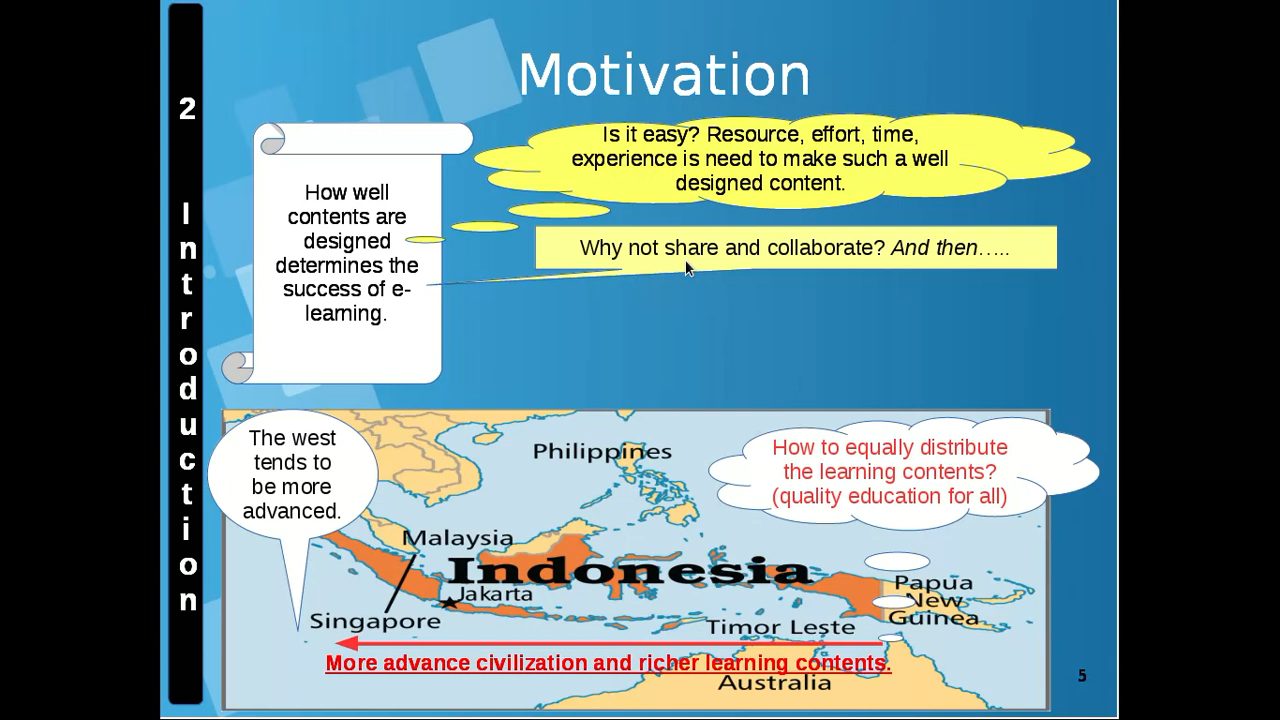 Motivation
2
Introduction
How well
contents are
designed
determines the
success of e-
learning.
Is it easy? Resource, effort, time,
experience is need to make such a well
designed content.
Why not share and collaborate? And then…..
The west
tends to
be more
advanced.
How to equally distribute
the learning contents?
(quality education for all)
Philippines
Malaysia
Indonesia
Jakarta
Singapore
Papua
New
Guinea
Timor Leste
More advance civilization and richer learning contents.
Australia
5